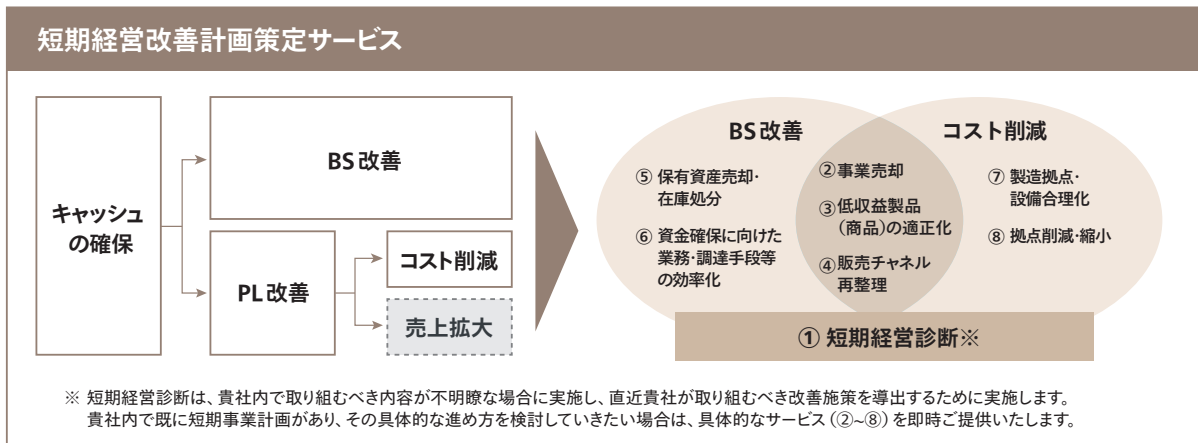 短期経営改善計画策定サービス
キャッシュ
の確保
BS改善
PL改善
コスト削減
売上拡大
BS改善
コスト削減
⑤ 保有資産売却・
在庫処分
⑥ 資金確保に向けた
業務・調達手段等
の効率化
②事業売却
③低収益製品
（商品）の適正化
④販売チャネル
再整理
⑦ 製造拠点・
設備合理化
⑧ 拠点削減・縮小
① 短期経営診断※
※ 短期経営診断は、貴社内で取り組むべき内容が不明瞭な場合に実施し、直近貴社が取り組むべき改善施策を導出するために実施します。
貴社内で既に短期事業計画があり、その具体的な進め方を検討していきたい場合は、具体的なサービス（②~⑧）を即時ご提供いたします。